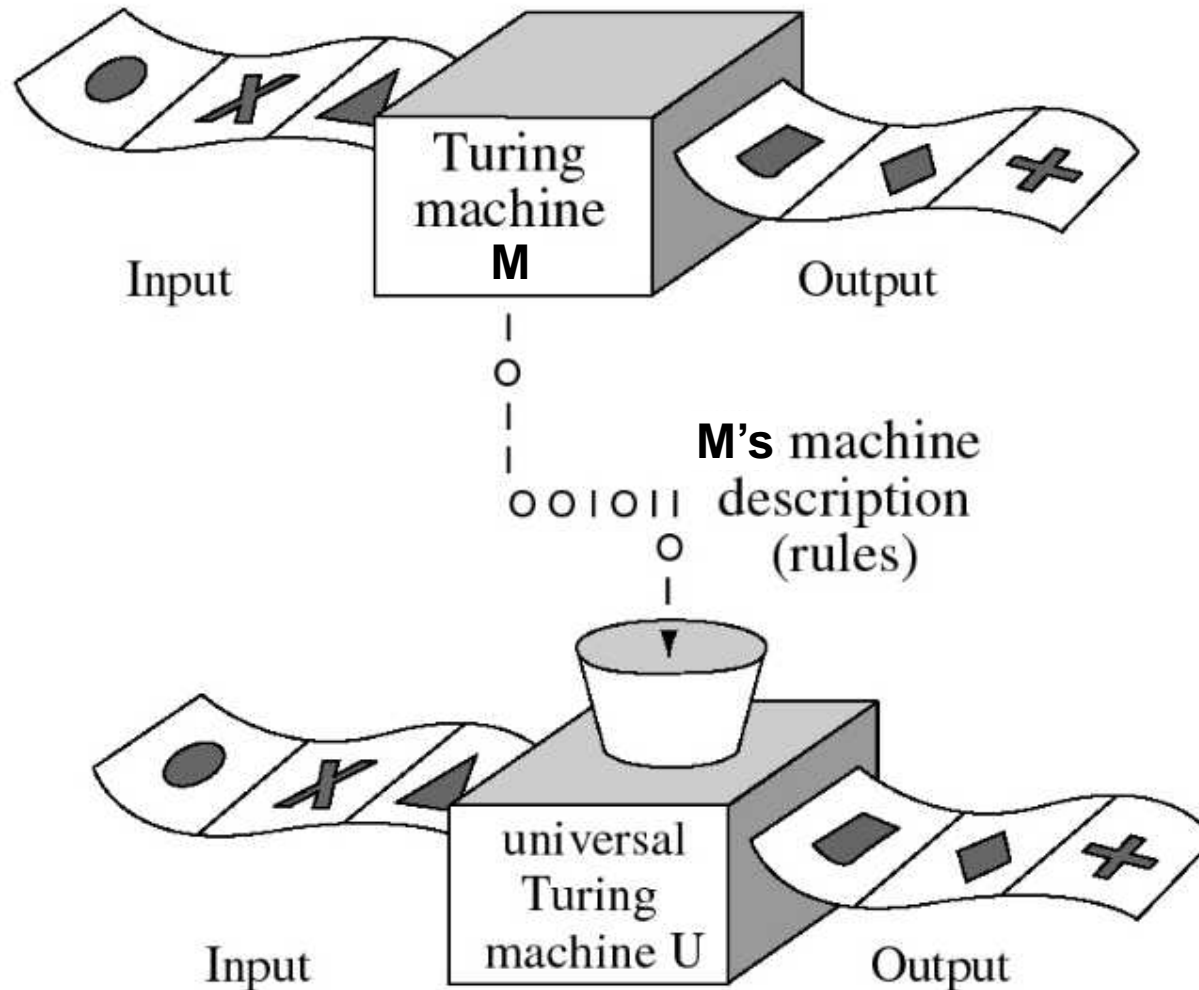 Turing
machine
M
Input
Output
|
O
|
|
O O | O | |
M’s machine
description
(rules)
O
|
universal
Turing
machine U
Input
Output